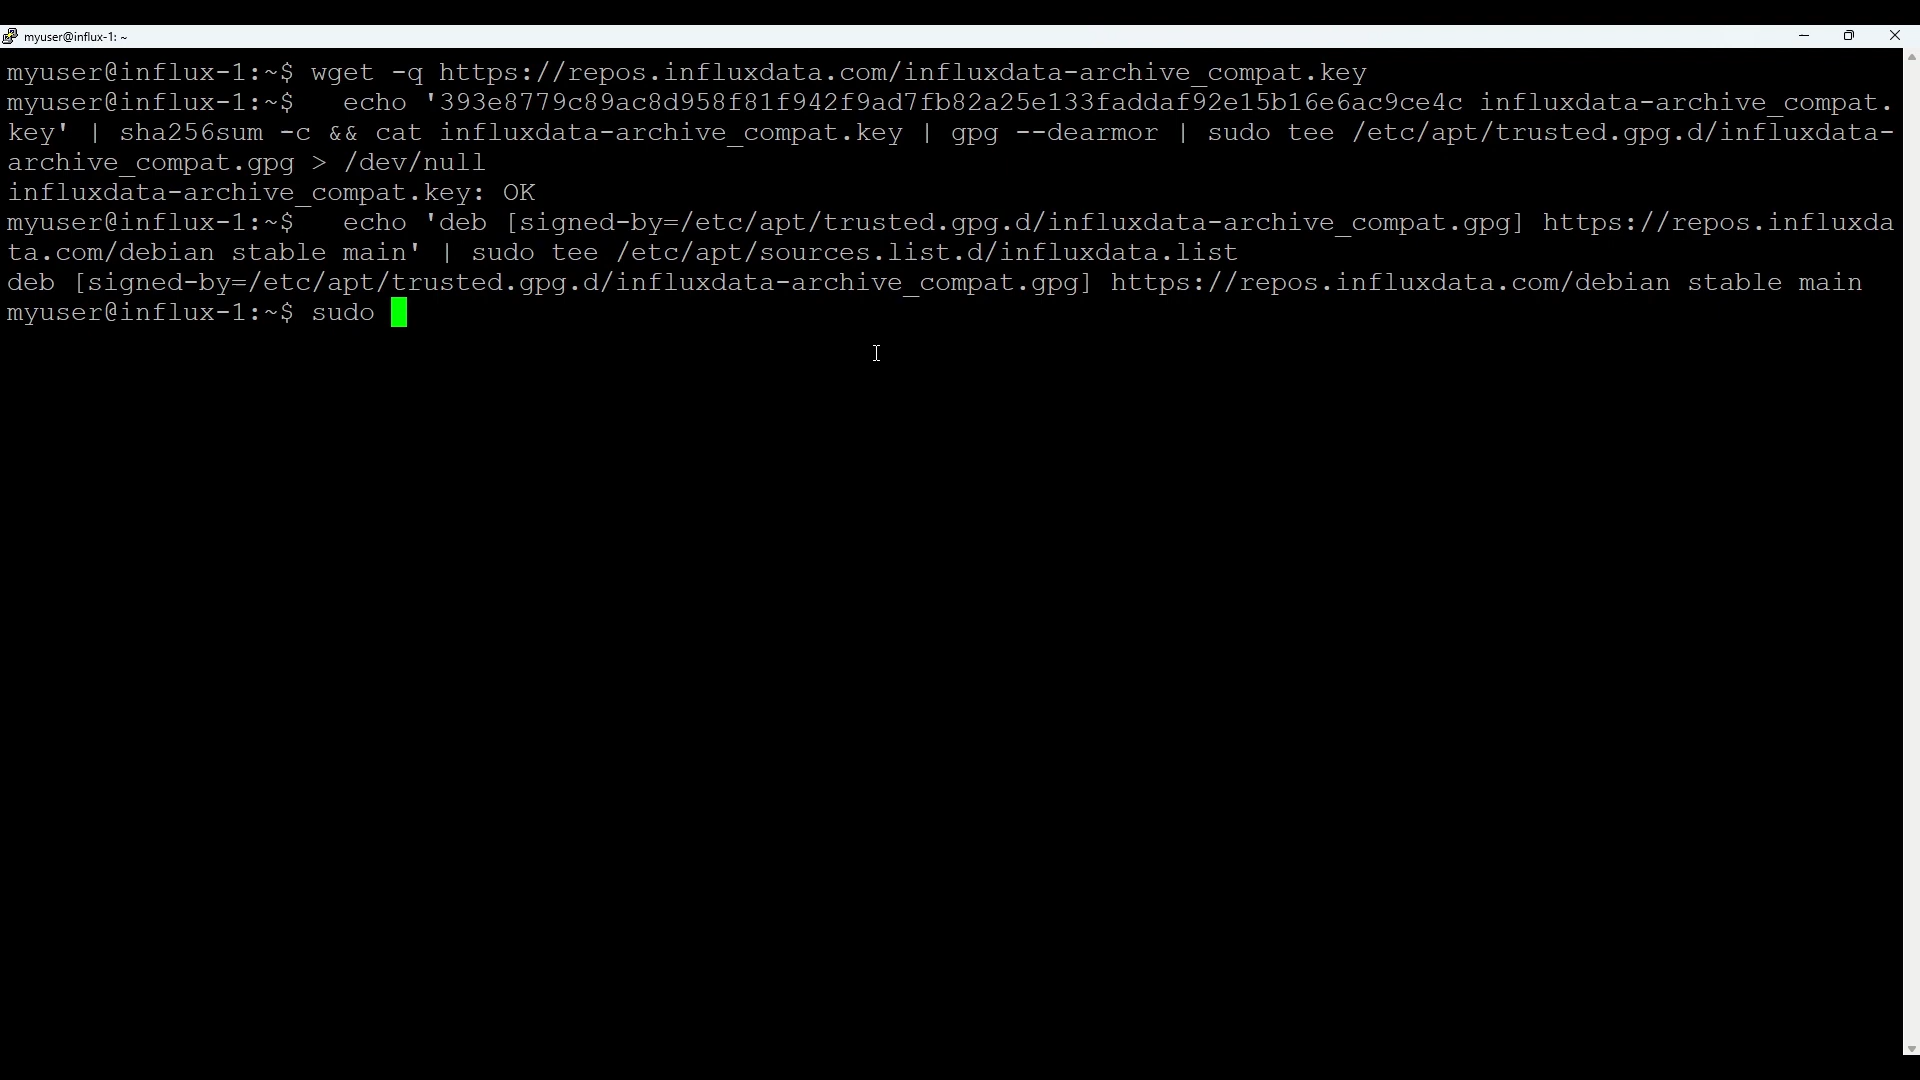 myuser@influx-1: ~
myuser@influx-1:~$ wget -q https://repos.influxdata.com/influxdata-archive_compat.key
myuser@influx-1:~$   echo '393e8779c89ac8d958f81f942f9ad7fb82a25e133faddaf92e15b16e6ac9ce4c influxdata-archive_compat.
key' | sha256sum -c && cat influxdata-archive_compat.key | gpg --dearmor | sudo tee /etc/apt/trusted.gpg.d/influxdata-
archive_compat.gpg > /dev/null
influxdata-archive_compat.key: OK
myuser@influx-1:~$   echo 'deb [signed-by=/etc/apt/trusted.gpg.d/influxdata-archive_compat.gpg] https://repos.influxda
ta.com/debian stable main' | sudo tee /etc/apt/sources.list.d/influxdata.list
deb [signed-by=/etc/apt/trusted.gpg.d/influxdata-archive_compat.gpg] https://repos.influxdata.com/debian stable main
myuser@influx-1:~$ sudo